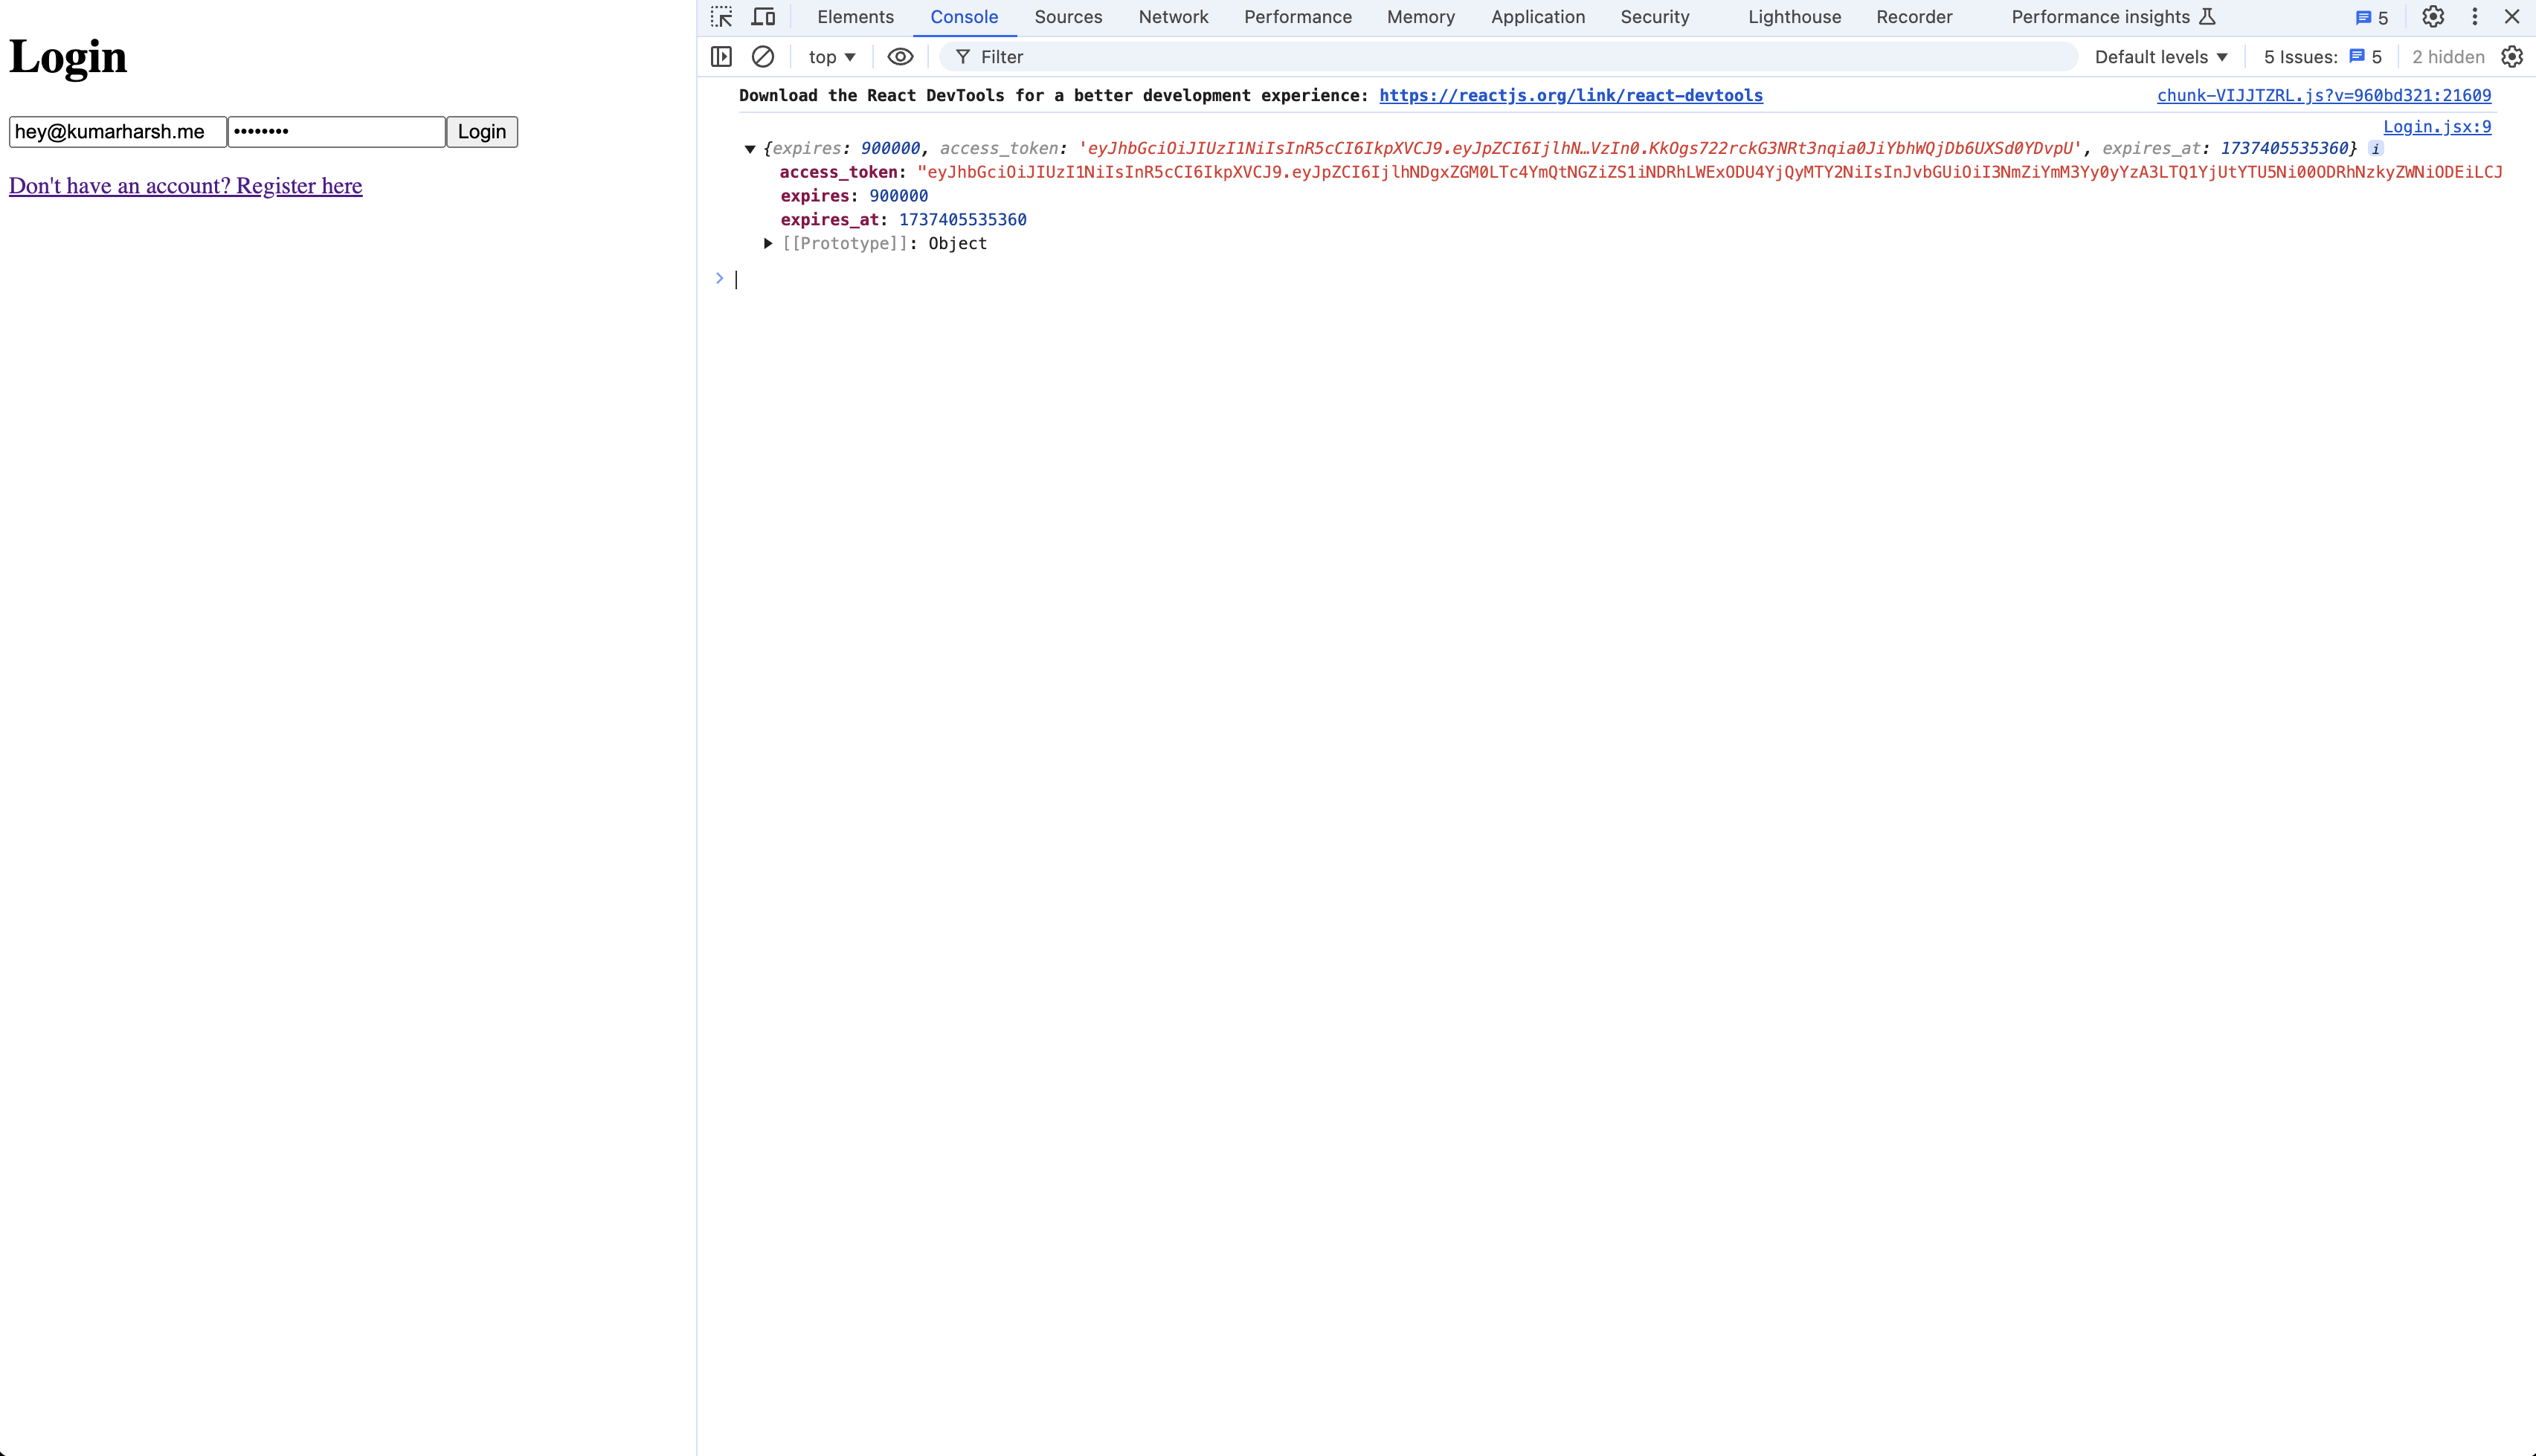 Login
hey@kumarharsh.me •••••••• Login
Don't have an account? Register here
Elements Console Sources Network Performance Memory Application Security Lighthouse Recorder Performance insights 5
top Filter Default levels 5 Issues: 5 2 hidden
Download the React DevTools for a better development experience: https://reactjs.org/link/react-devtools chunk-VIJJTZRL.js?v=960bd321:21609
Login.jsx:9
{expires: 900000, access_token: 'eyJhbGciOiJIUzI1NiIsInR5cCI6IkpXVCJ9.eyJpZCI6IjlhN…VzIn0.KkOgs722rckG3NRt3nqia0JiYbhWQjDb6UXSd0YDvpU', expires_at: 1737405535360} i
access_token: "eyJhbGciOiJIUzI1NiIsInR5cCI6IkpXVCJ9.eyJpZCI6IjlhNDgxZGM0LTc4YmQtNGZiZS1iNDRhLWExODU4YjQyMTY2NiIsInJvbGUiOiI3NmZiYmM3Yy0yYzA3LTQ1YjUtYTU5Ni00ODRhNzkyZWNiODEiLCJ
expires: 900000
expires_at: 1737405535360
[[Prototype]]: Object